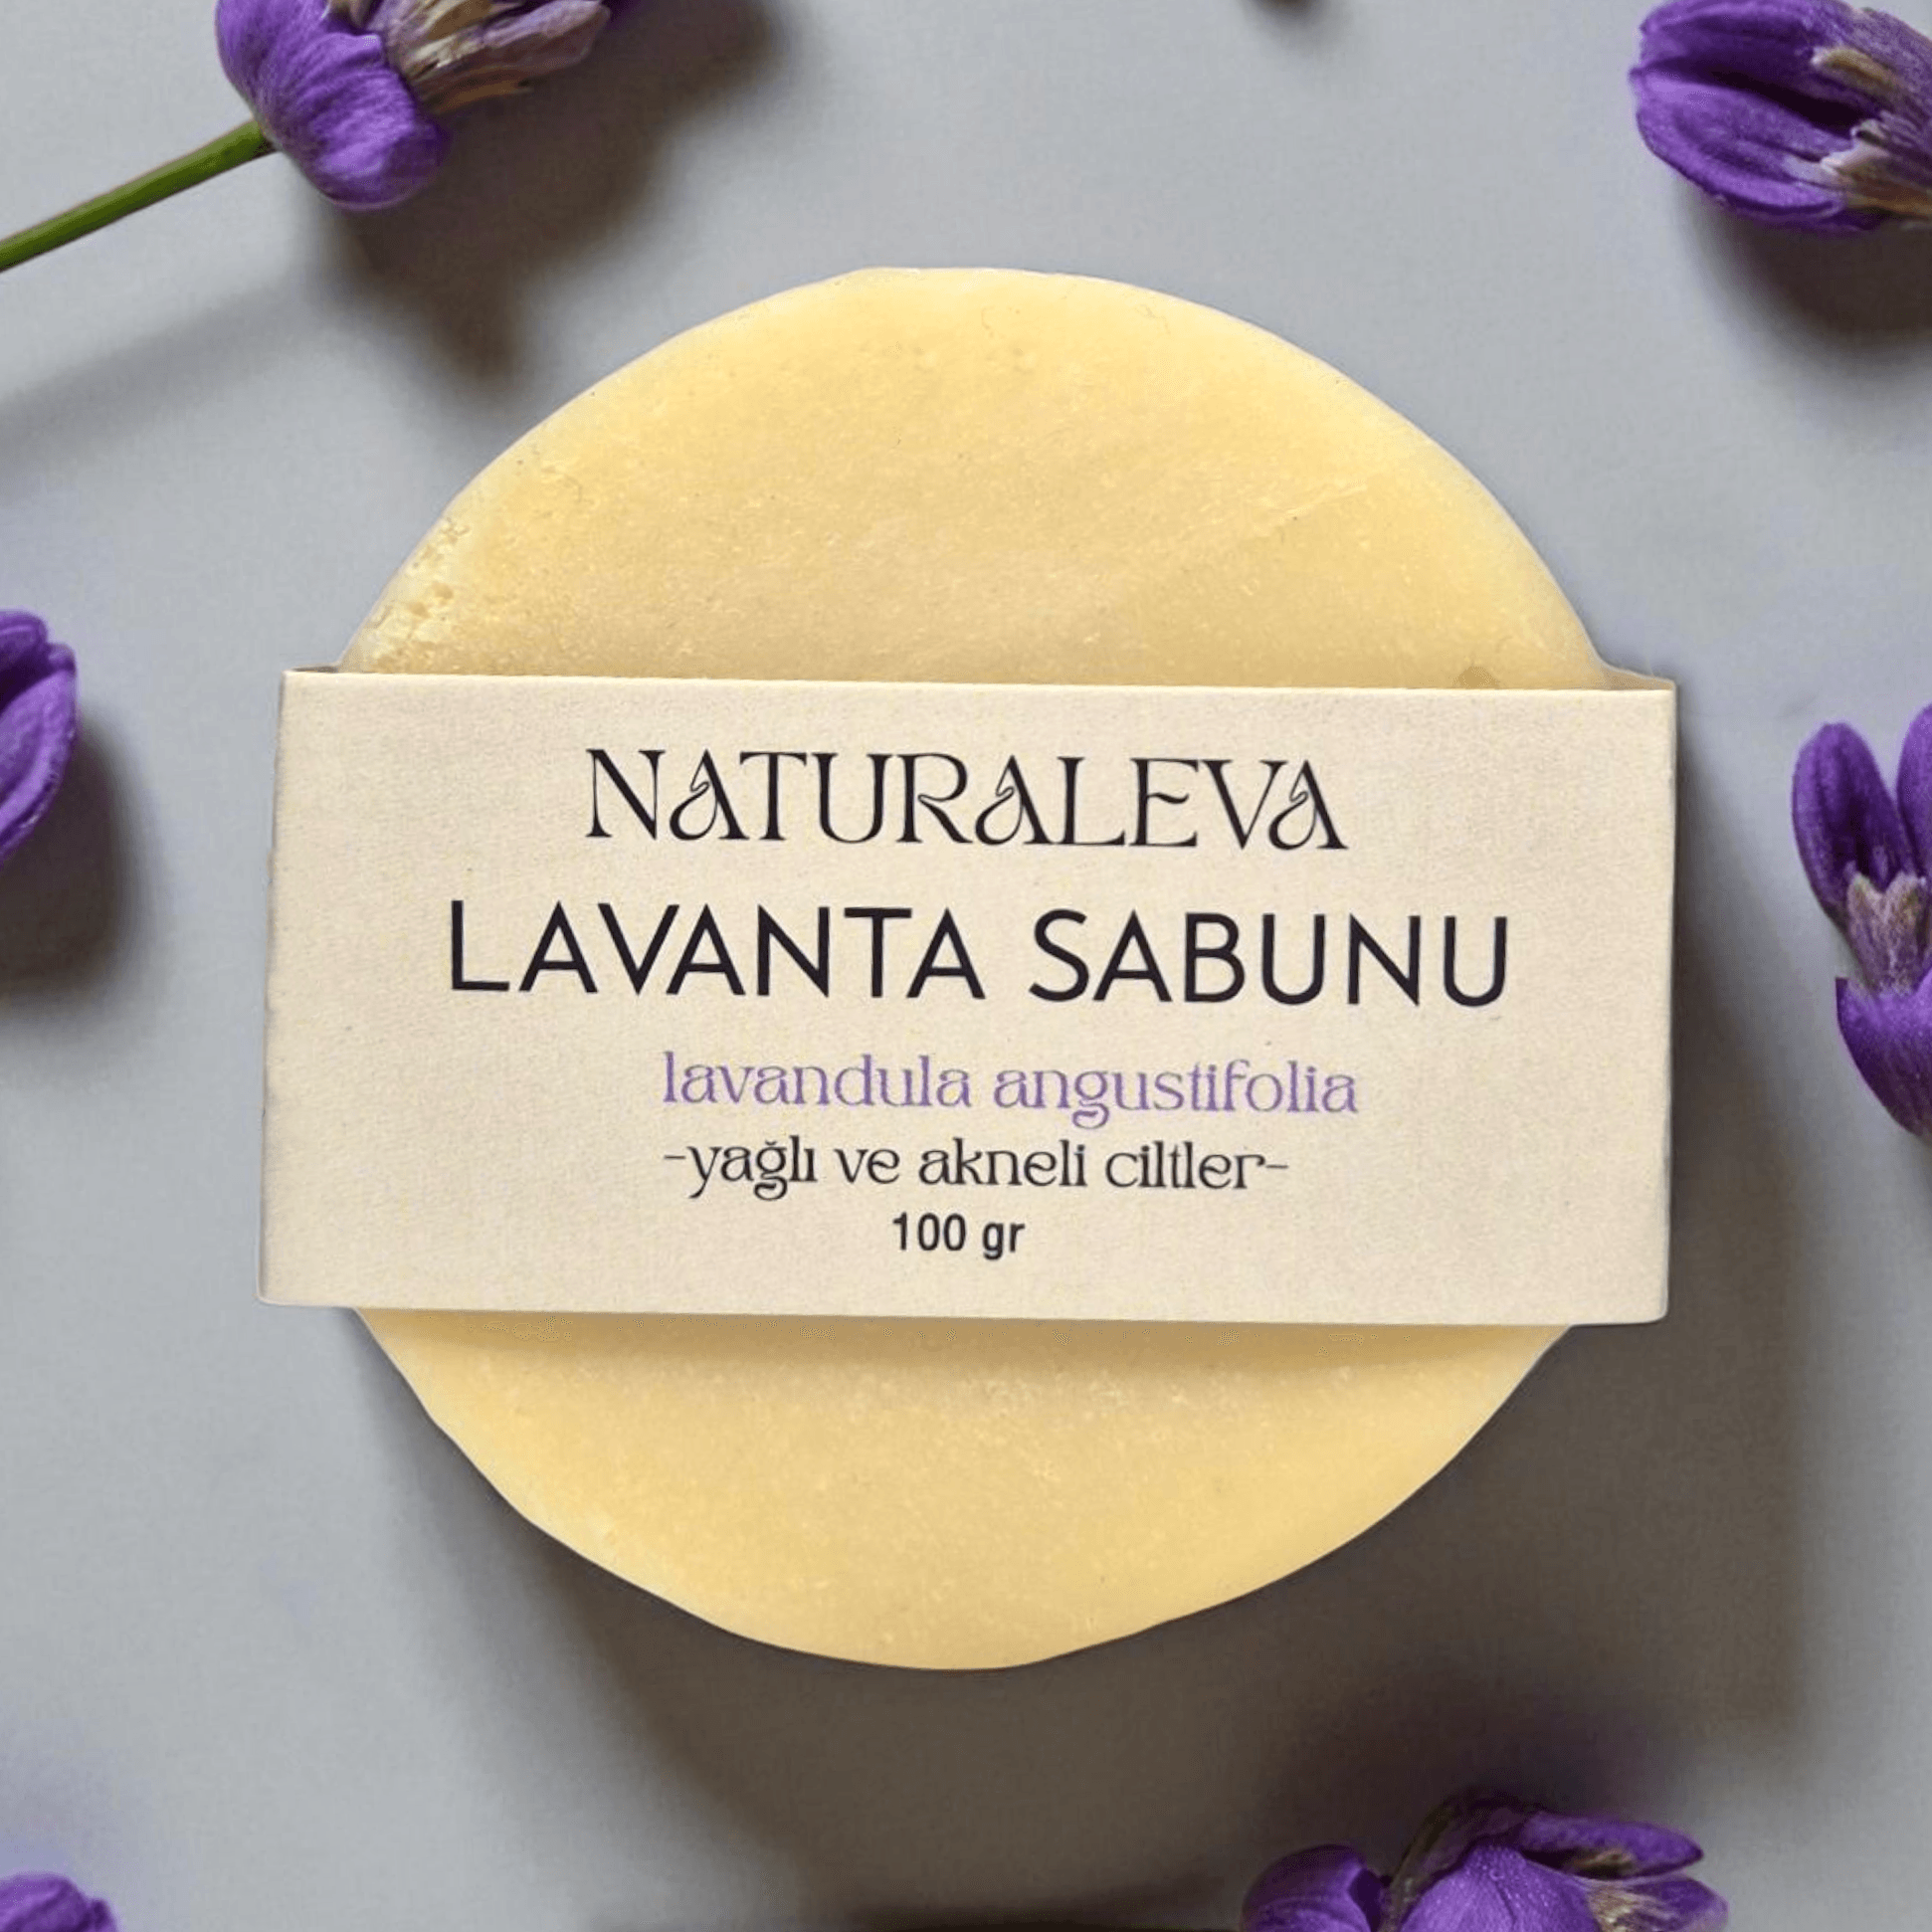 NATURALEVA
LAVANTA SABUNU
lavandula angustifolia
-yağlı ve akneli ciltler-
100 gr